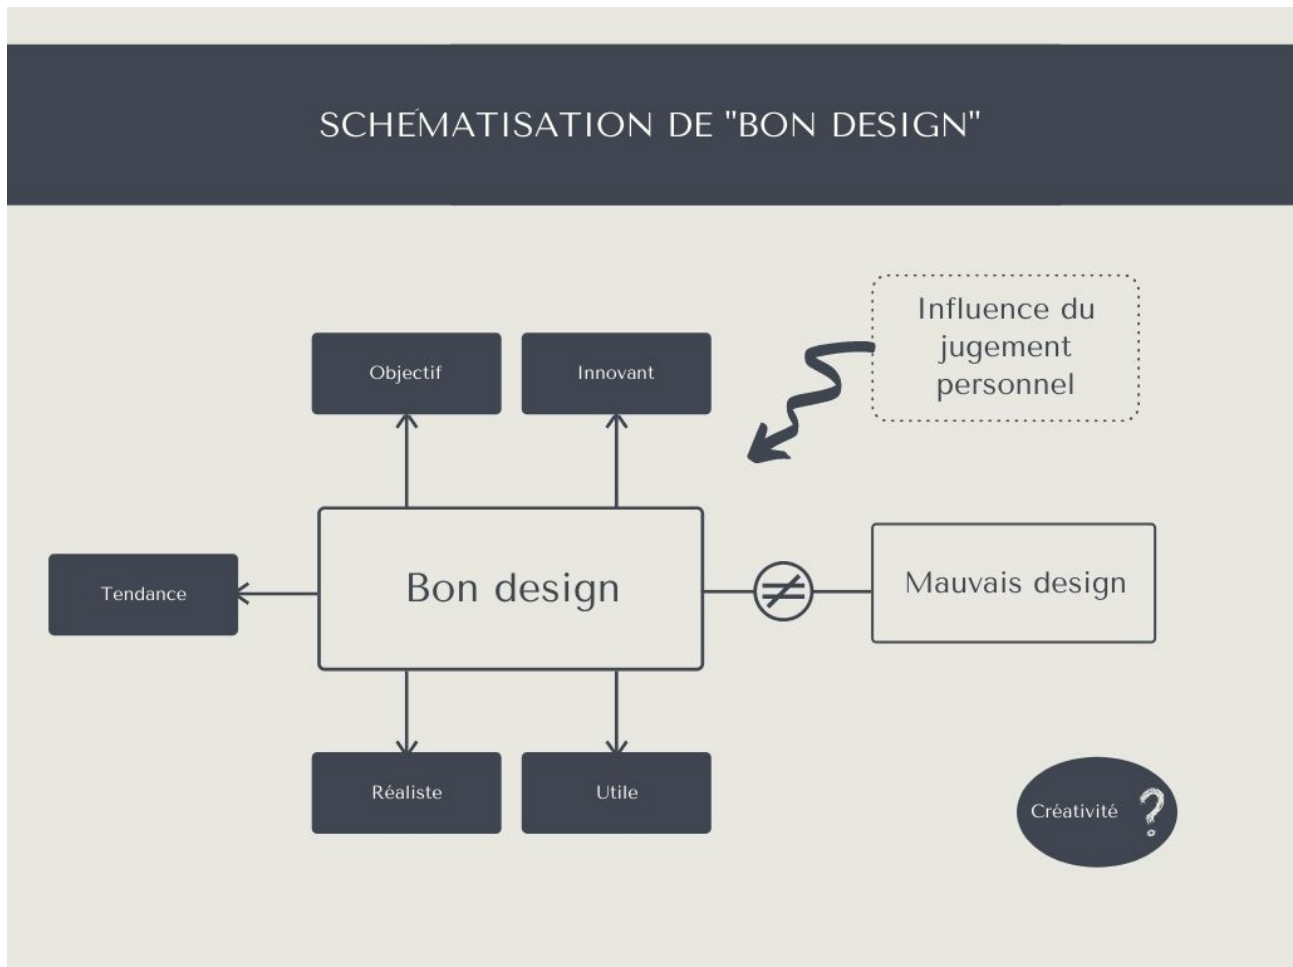 SCHÉMATISATION DE "BON DESIGN"
Influence du
jugement
personnel
Objectif
Innovant
Tendance
Bon design
≠
Mauvais design
Réaliste
Utile
Créativité ?